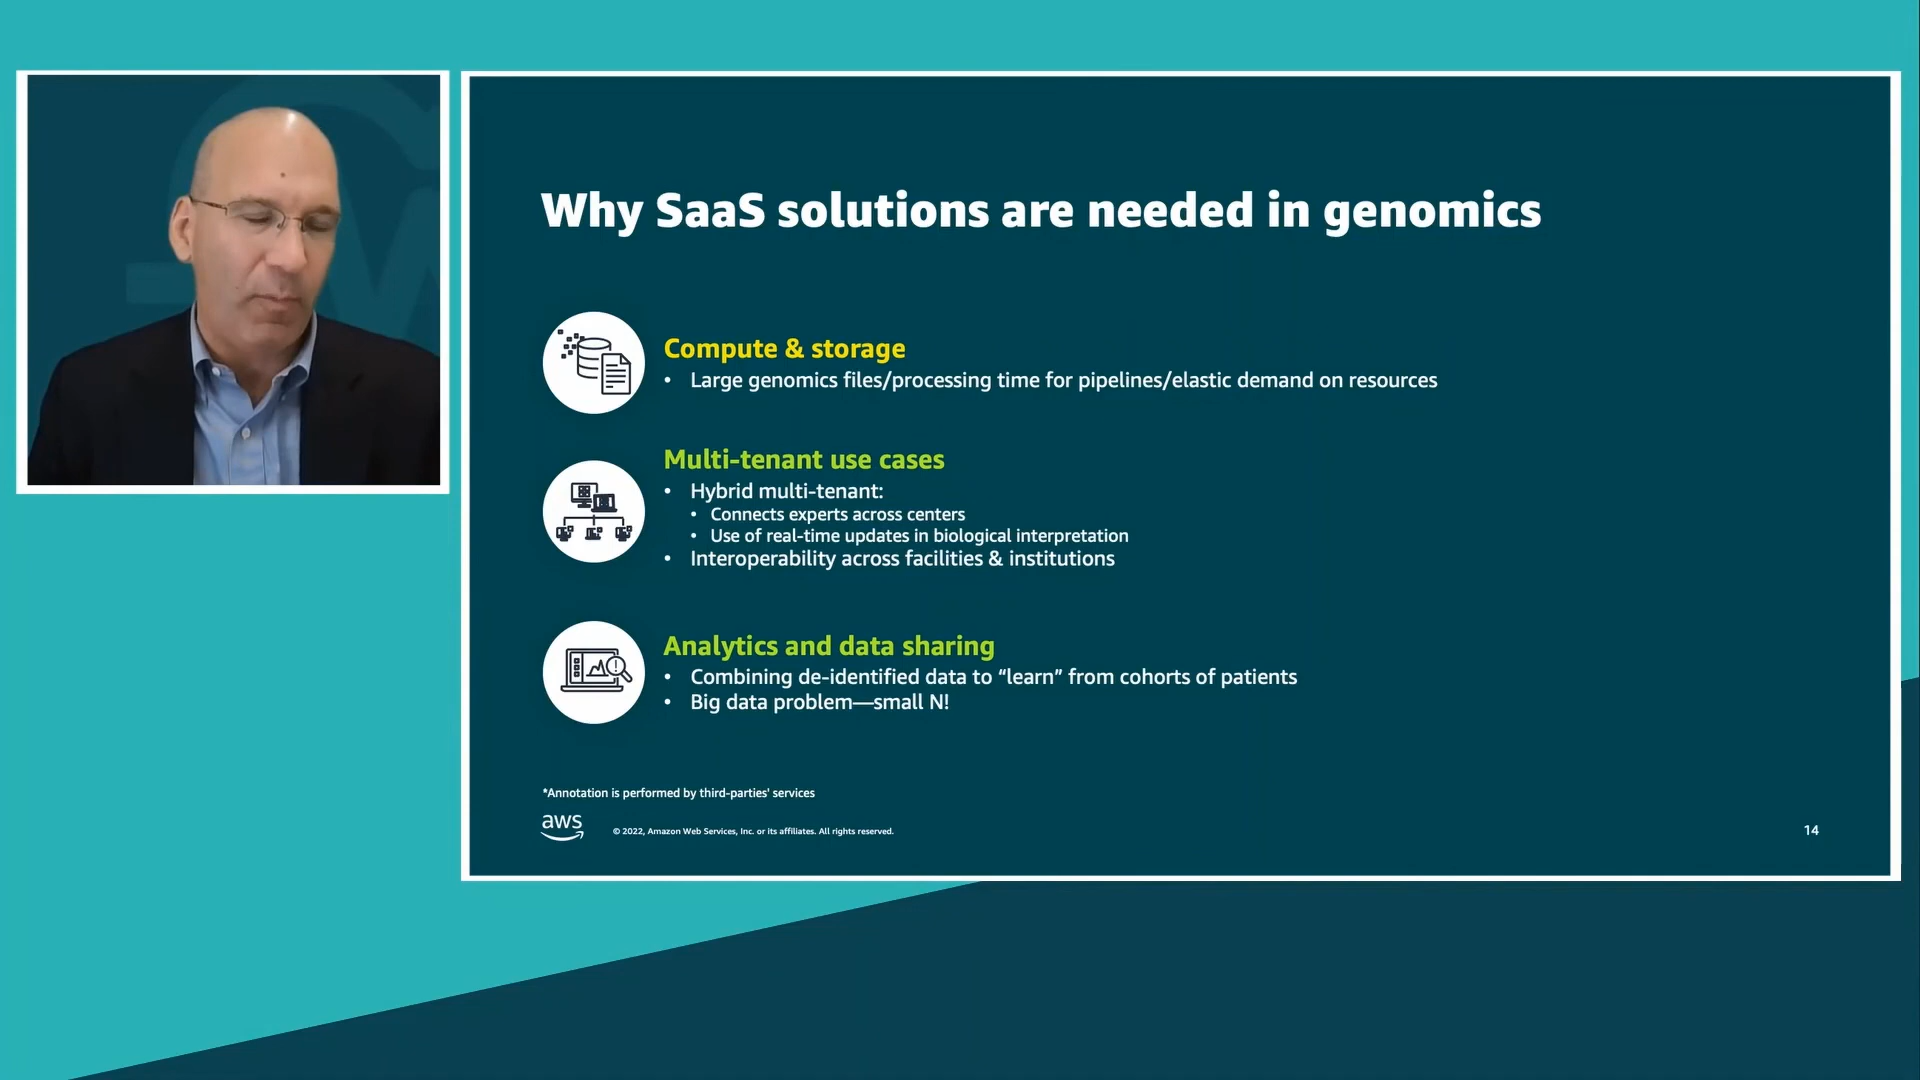 Why SaaS solutions are needed in genomics
Compute & storage
• Large genomics files/processing time for pipelines/elastic demand on resources
Multi-tenant use cases
• Hybrid multi-tenant:
• Connects experts across centers
• Use of real-time updates in biological interpretation
• Interoperability across facilities & institutions
Analytics and data sharing
• Combining de-identified data to “learn” from cohorts of patients
• Big data problem—small N!
*Annotation is performed by third-parties' services
aws
© 2022, Amazon Web Services, Inc. or its affiliates. All rights reserved.
14